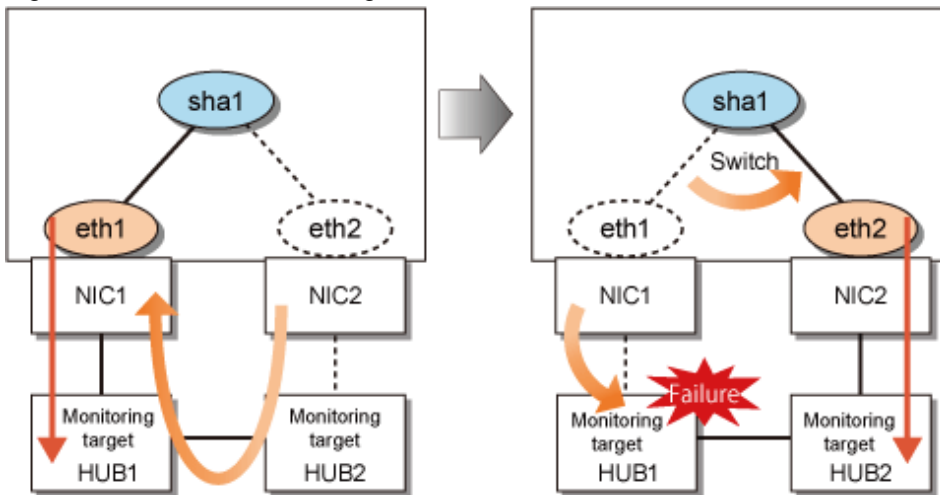 sha1
eth1
eth2
NIC1
NIC2
Monitoring
target
HUB1
Monitoring
target
HUB2
sha1
Switch
eth1
eth2
NIC1
NIC2
Failure
Monitoring
target
HUB1
Monitoring
target
HUB2